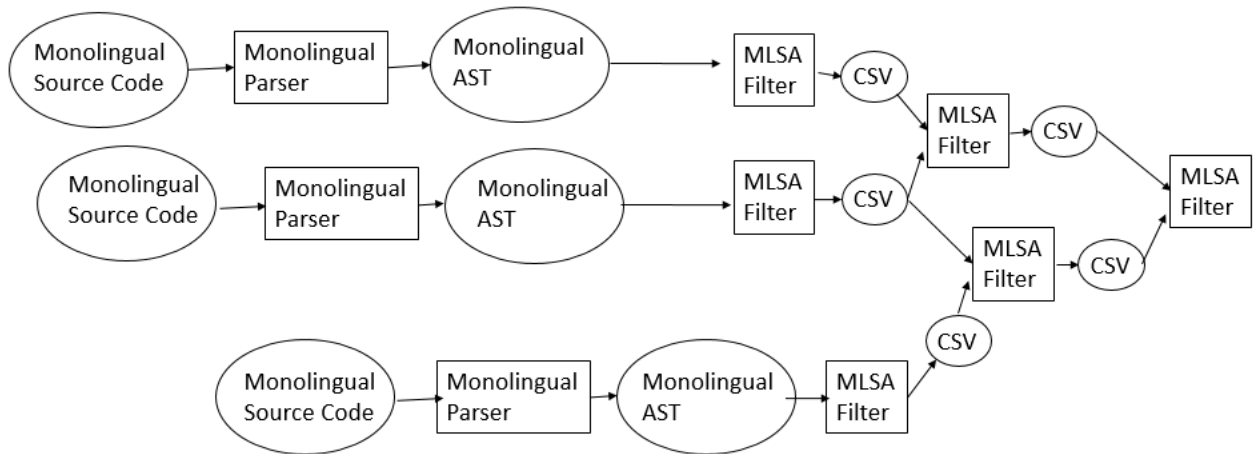 Monolingual
Source Code
Monolingual
Parser
Monolingual
AST
MLSA
Filter
CSV
MLSA
Filter
CSV
MLSA
Filter
Monolingual
Source Code
Monolingual
Parser
Monolingual
AST
MLSA
Filter
CSV
MLSA
Filter
CSV
CSV
Monolingual
Source Code
Monolingual
Parser
Monolingual
AST
MLSA
Filter